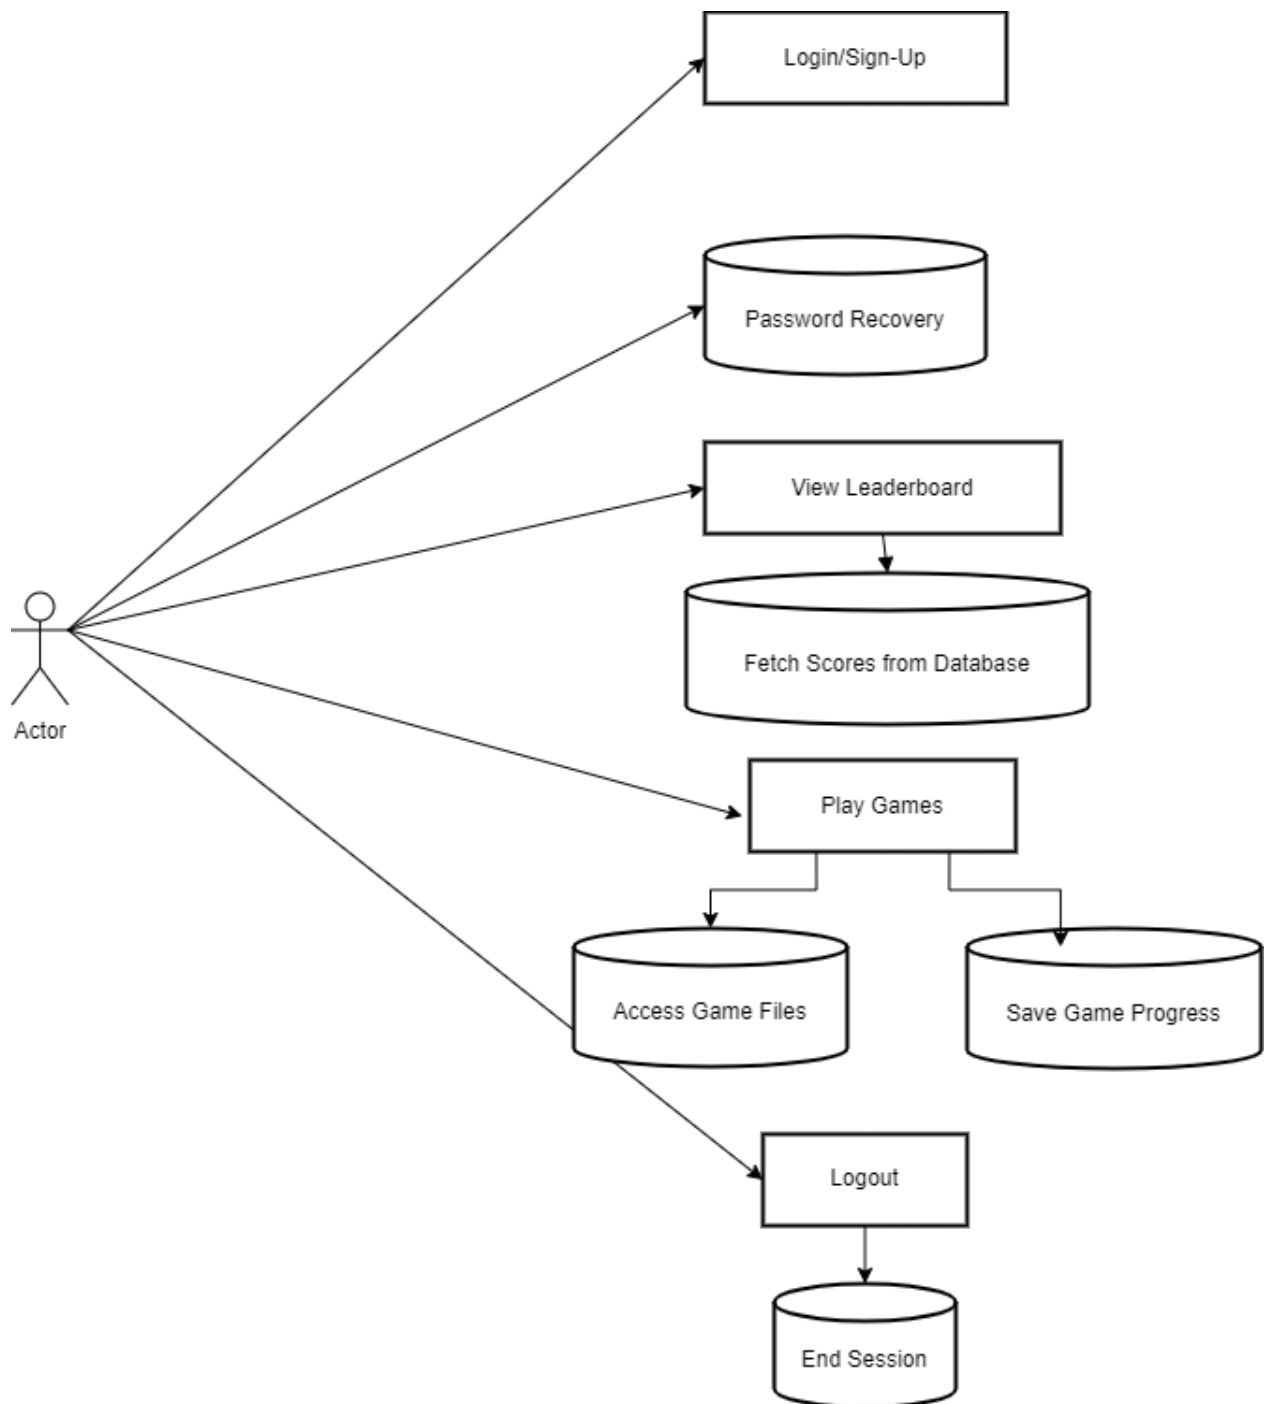 Login/Sign-Up
Password Recovery
View Leaderboard
Fetch Scores from Database
Actor
Play Games
Access Game Files
Save Game Progress
Logout
End Session